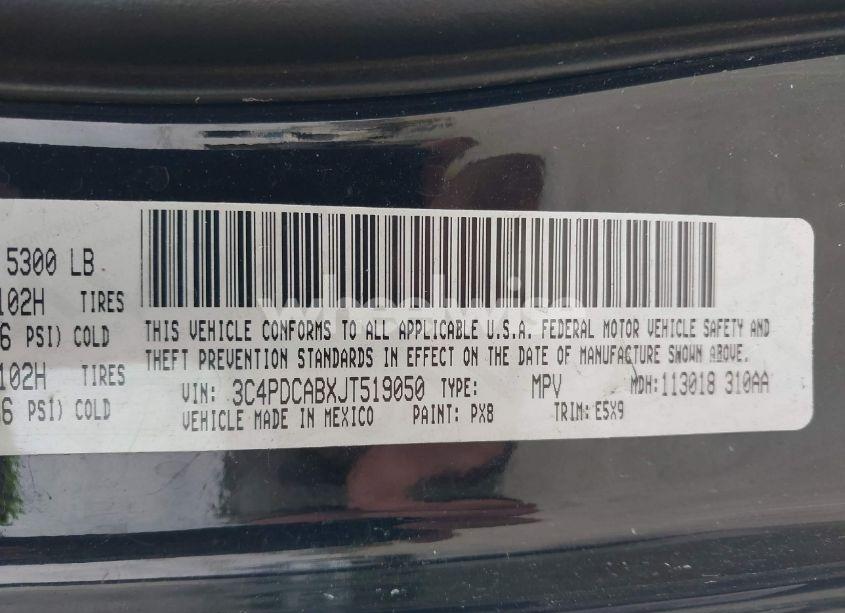 5300 LB
102H TIRES
6 PSI) COLD
102H
6 PSI) COLD
THIS VEHICLE CONFORMS TO ALL APPLICABLE U.S.A. FEDERAL MOTOR VEHICLE SAFETY AND
THEFT PREVENTION STANDARDS IN EFFECT ON THE DATE OF MANUFACTURE SHOWN ABOVE.
VIN: 3C4PDCABXJT519050 TYPE: MPV MDH:113018 310AA
VEHICLE MADE IN MEXICO PAINT: PX8 TRIM:E5X9
wheelwise